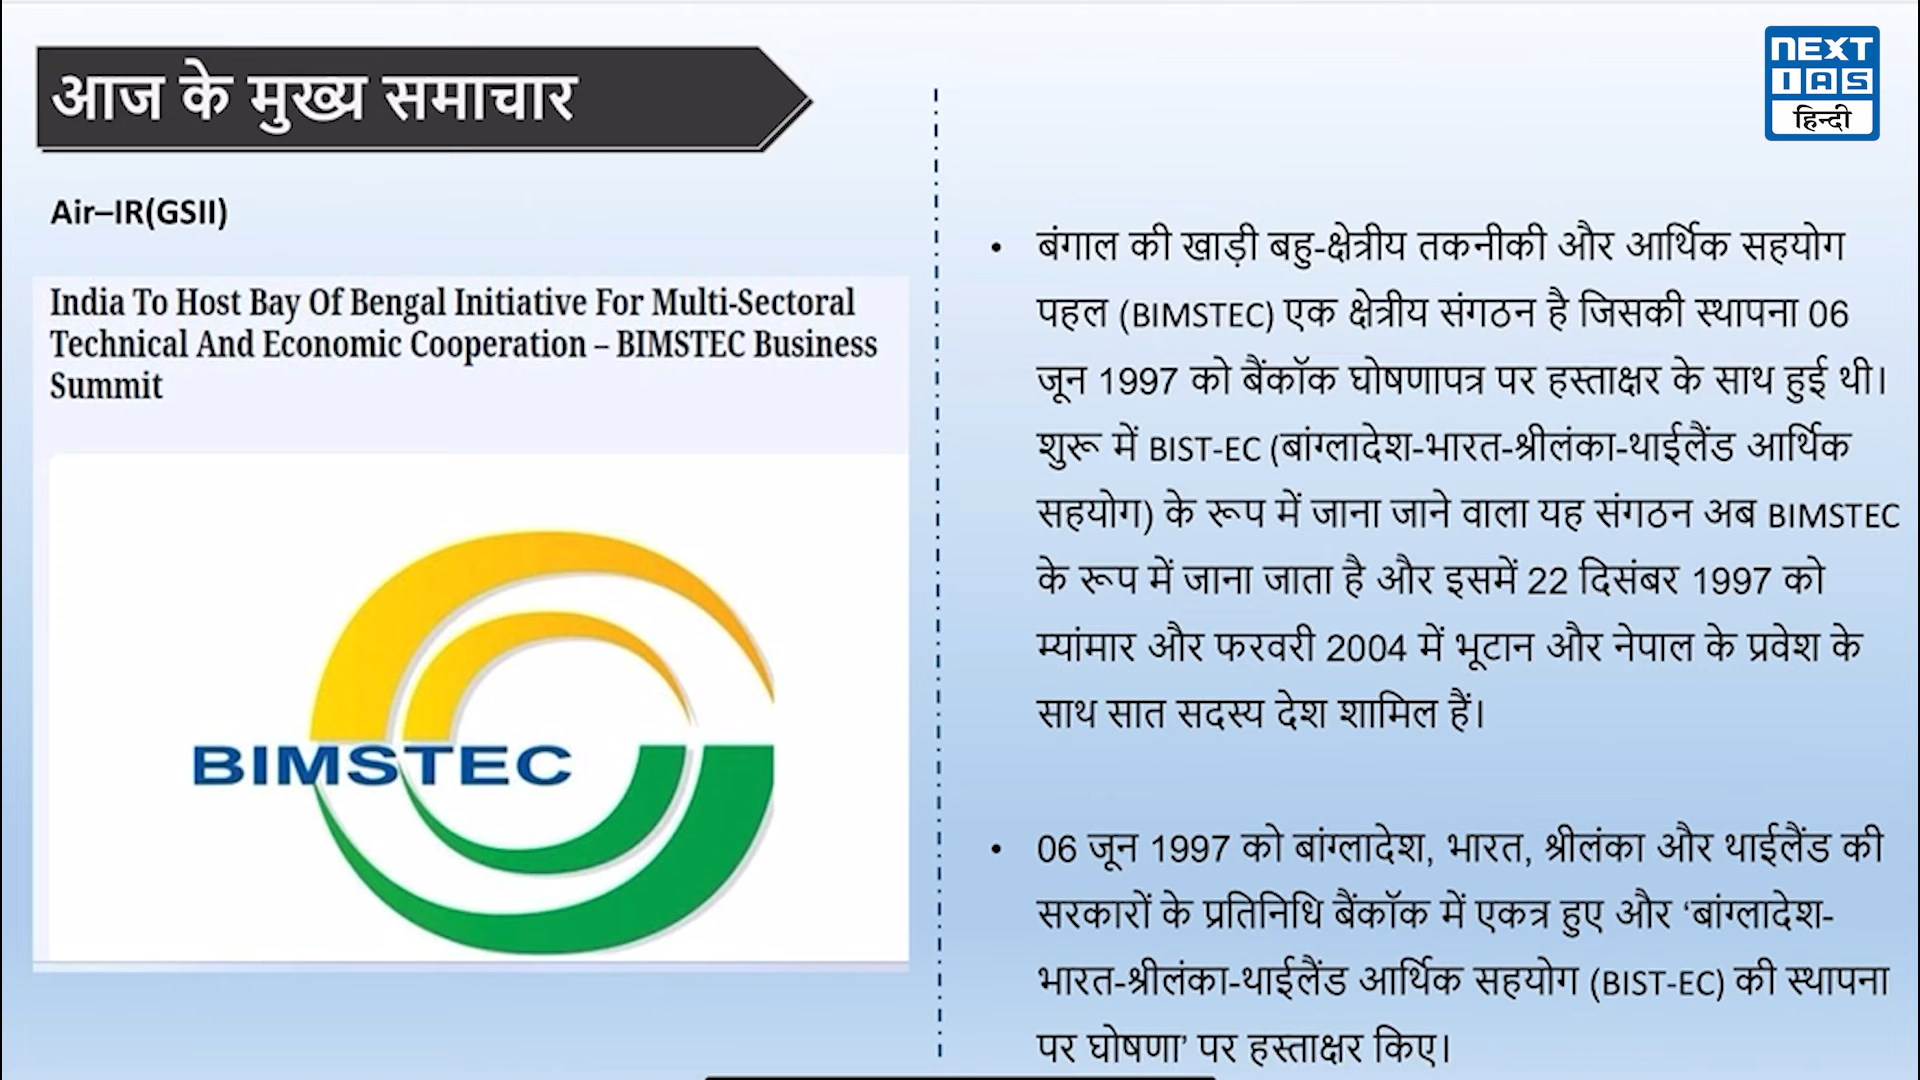 आज के मुख्य समाचार
NEXT
IAS
हिन्दी
Air–IR(GSII)
India To Host Bay Of Bengal Initiative For Multi-Sectoral
Technical And Economic Cooperation – BIMSTEC Business
Summit
BIMSTEC
• बंगाल की खाड़ी बहु-क्षेत्रीय तकनीकी और आर्थिक सहयोग
पहल (BIMSTEC) एक क्षेत्रीय संगठन है जिसकी स्थापना 06
जून 1997 को बैंकॉक घोषणापत्र पर हस्ताक्षर के साथ हुई थी।
शुरू में BIST-EC (बांग्लादेश-भारत-श्रीलंका-थाईलैंड आर्थिक
सहयोग) के रूप में जाना जाने वाला यह संगठन अब BIMSTEC
के रूप में जाना जाता है और इसमें 22 दिसंबर 1997 को
म्यांमार और फरवरी 2004 में भूटान और नेपाल के प्रवेश के
साथ सात सदस्य देश शामिल हैं।
• 06 जून 1997 को बांग्लादेश, भारत, श्रीलंका और थाईलैंड की
सरकारों के प्रतिनिधि बैंकॉक में एकत्र हुए और ‘बांग्लादेश-
भारत-श्रीलंका-थाईलैंड आर्थिक सहयोग (BIST-EC) की स्थापना
पर घोषणा’ पर हस्ताक्षर किए।